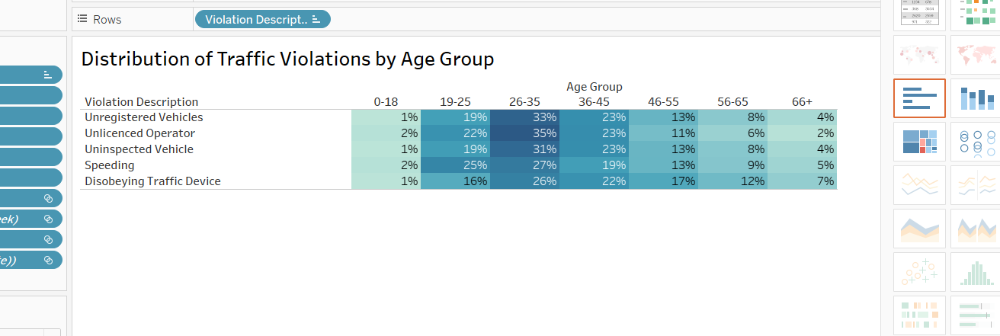 Rows Violation Descript..
Distribution of Traffic Violations by Age Group
Age Group
Violation Description 0-18 19-25 26-35 36-45 46-55 56-65 66+
Unregistered Vehicles 1% 19% 33% 23% 13% 8% 4%
Unlicenced Operator 2% 22% 35% 23% 11% 6% 2%
Uninspected Vehicle 1% 19% 31% 23% 13% 8% 4%
Speeding 2% 25% 27% 19% 13% 9% 5%
Disobeying Traffic Device 1% 16% 26% 22% 17% 12% 7%
eek)
e))